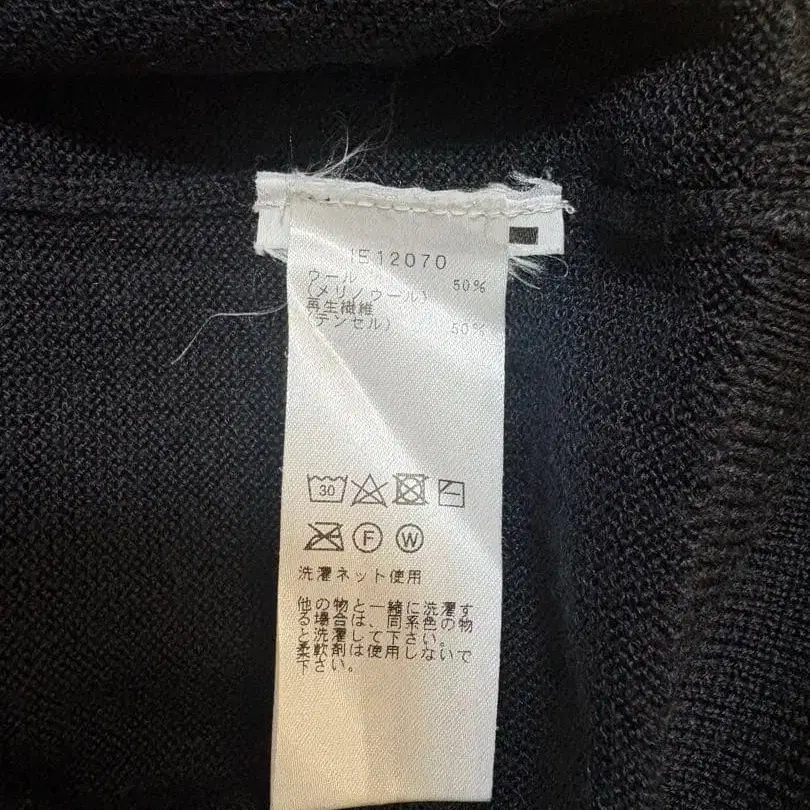 IE12070
ウール
(メリノウール) 50%
再生繊維
(テンセル) 50%
30
F W
洗濯ネット使用
他の物と一緒に洗濯す
る場合は、同系色の物
と洗濯して下さい。
柔軟剤は使用しないで
下さい。